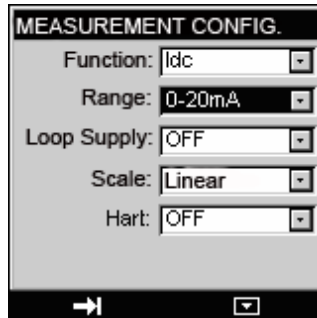 MEASUREMENT CONFIG.
Function: Idc
Range: 0-20mA
Loop Supply: OFF
Scale: Linear
Hart: OFF